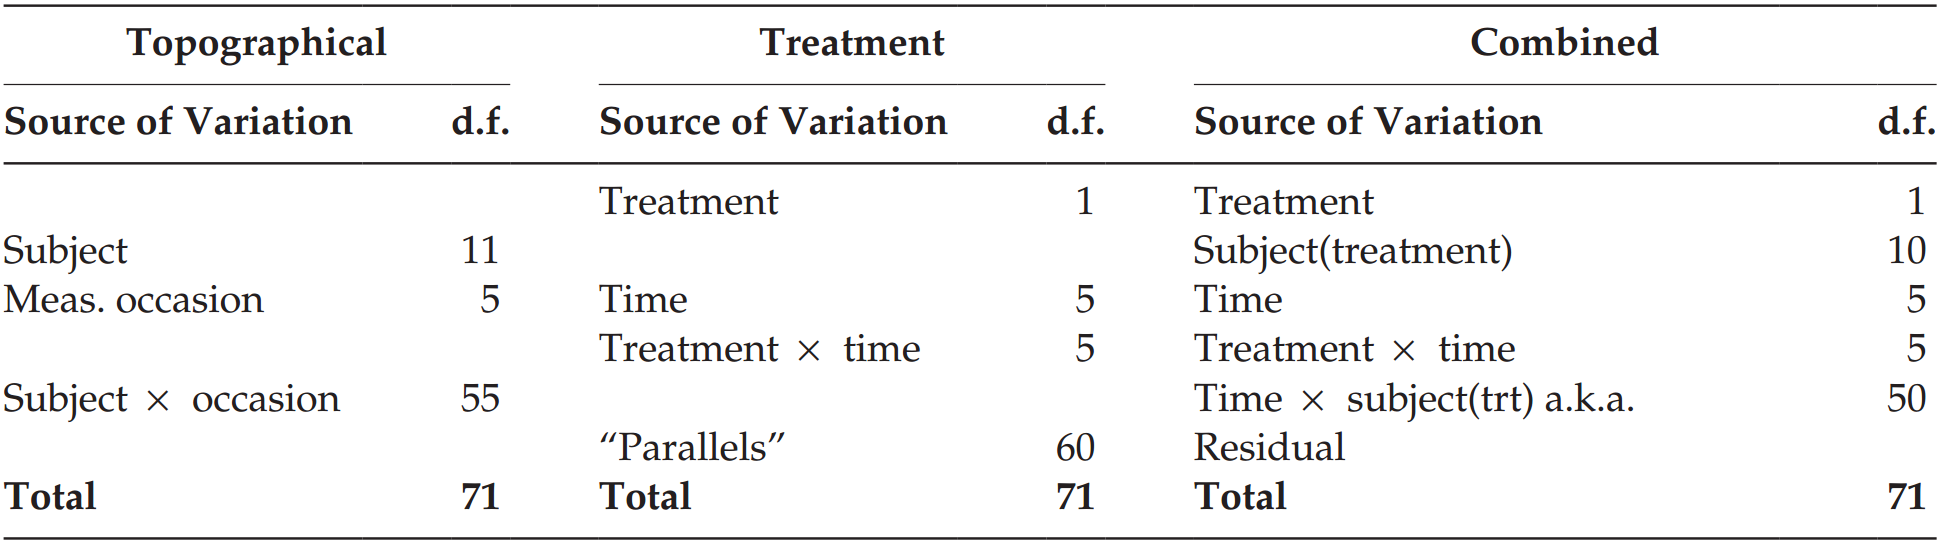 Topographical Treatment Combined
Source of Variation d.f. Source of Variation d.f. Source of Variation d.f.
Treatment 1 Treatment 1
Subject 11 Subject(treatment) 10
Meas. occasion 5 Time 5 Time 5
Treatment × time 5 Treatment × time 5
Subject × occasion 55 Time × subject(trt) a.k.a. 50
“Parallels” 60 Residual
Total 71 Total 71 Total 71